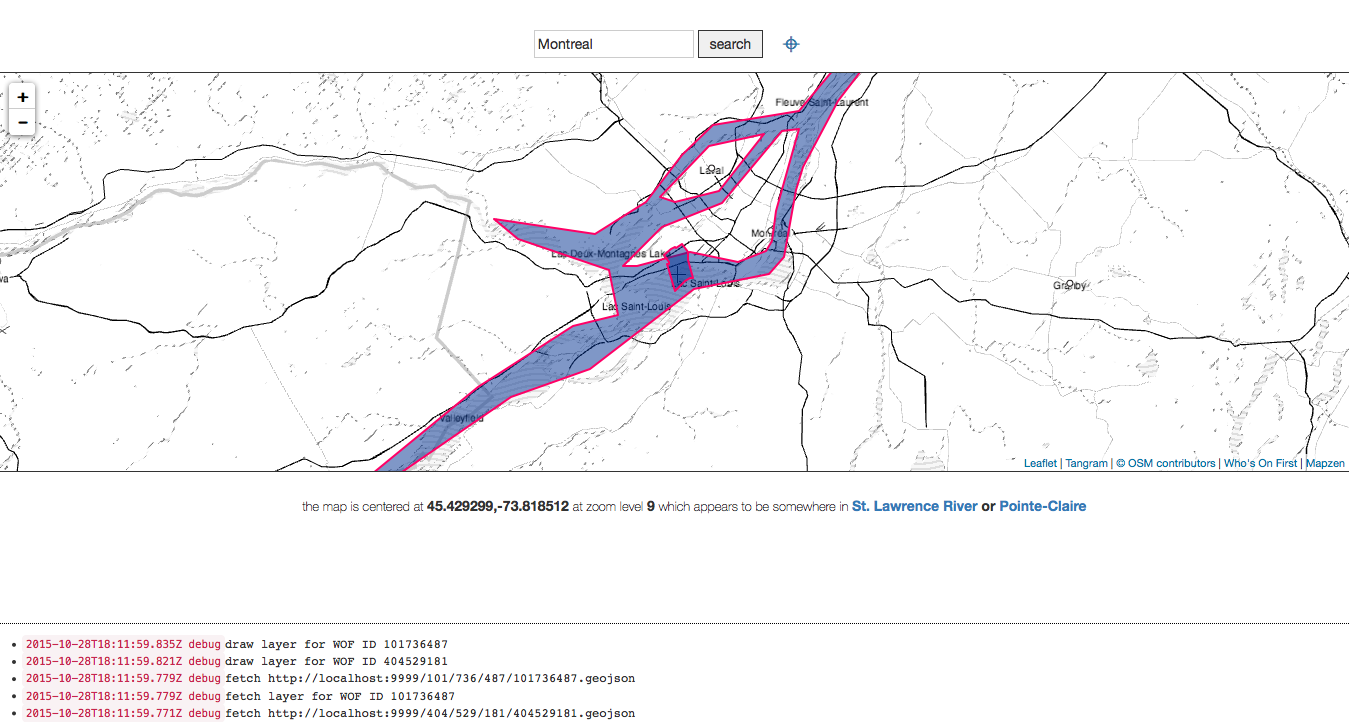 Montreal search
+
−
Fleuve Saint-Laurent
Laval
Montréal
Lac Deux-Montagnes Lake
Saint-Louis
wa
Granby
Lac Saint-Louis
Valleyfield
Leaflet | Tangram | © OSM contributors | Who's On First | Mapzen
the map is centered at 45.429299,-73.818512 at zoom level 9 which appears to be somewhere in St. Lawrence River or Pointe-Claire
• 2015-10-28T18:11:59.835Z debug draw layer for WOF ID 101736487
• 2015-10-28T18:11:59.821Z debug draw layer for WOF ID 404529181
• 2015-10-28T18:11:59.779Z debug fetch http://localhost:9999/101/736/487/101736487.geojson
• 2015-10-28T18:11:59.779Z debug fetch layer for WOF ID 101736487
• 2015-10-28T18:11:59.771Z debug fetch http://localhost:9999/404/529/181/404529181.geojson